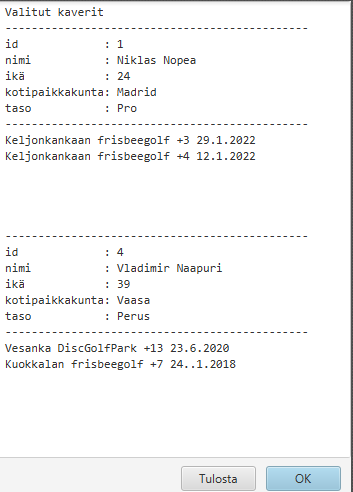 Valitut kaverit
----------------------------------------
id           : 1
nimi         : Niklas Nopea
ikä          : 24
kotipaikkakunta: Madrid
taso         : Pro
----------------------------------------
Keljonkankaan frisbeegolf +3 29.1.2022
Keljonkankaan frisbeegolf +4 12.1.2022
----------------------------------------
id           : 4
nimi         : Vladimir Naapuri
ikä          : 39
kotipaikkakunta: Vaasa
taso         : Perus
----------------------------------------
Vesanka DiscGolfPark +13 23.6.2020
Kuokkalan frisbeegolf +7 24..1.2018
Tulosta OK